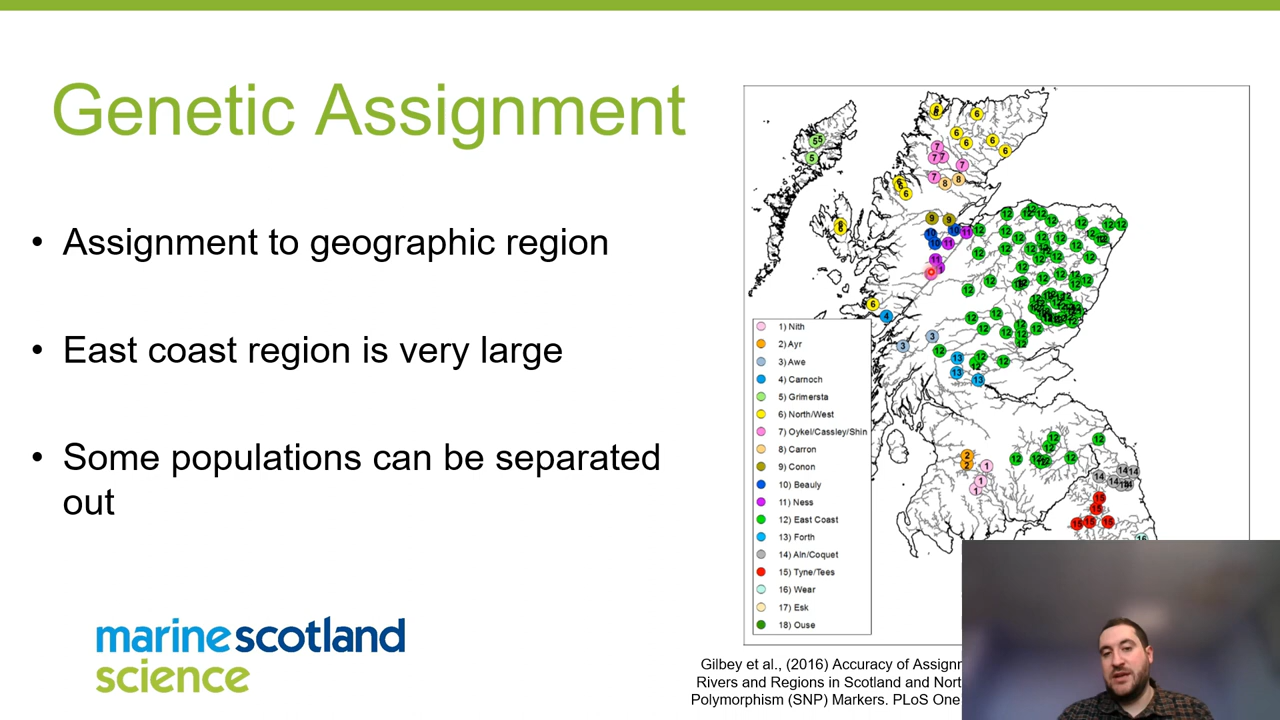 Genetic Assignment
• Assignment to geographic region
• East coast region is very large
• Some populations can be separated
out
marinescotland
science
1) Nith
2) Ayr
3) Awe
4) Carnoch
5) Grimersta
6) North/West
7) Oykel/Cassley/Shin
8) Carron
9) Conon
10) Beauly
11) Ness
12) East Coast
13) Forth
14) Aln/Coquet
15) Tyne/Tees
16) Wear
17) Esk
18) Ouse
Gilbey et al., (2016) Accuracy of Assignm
Rivers and Regions in Scotland and Nort
Polymorphism (SNP) Markers. PLoS One